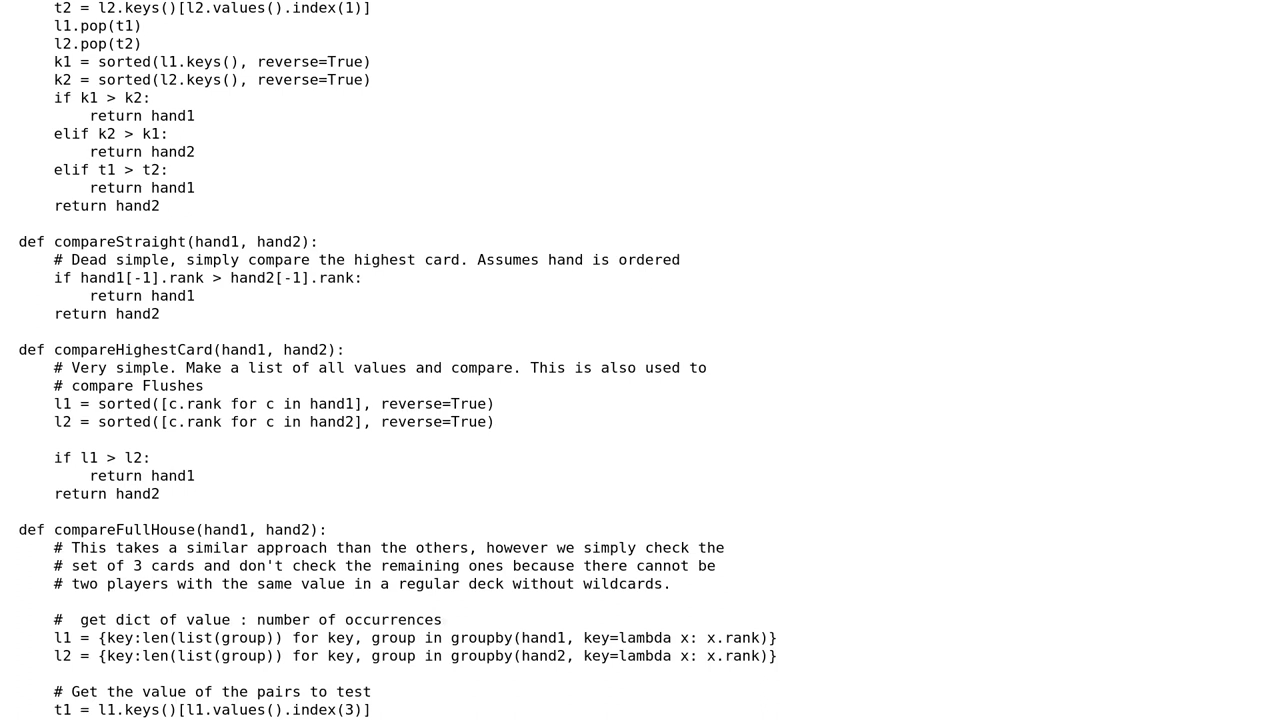 t2 = l2.keys()[l2.values().index(1)]
    l1.pop(t1)
    l2.pop(t2)
    k1 = sorted(l1.keys(), reverse=True)
    k2 = sorted(l2.keys(), reverse=True)
    if k1 > k2:
        return hand1
    elif k2 > k1:
        return hand2
    elif t1 > t2:
        return hand1
    return hand2

def compareStraight(hand1, hand2):
    # Dead simple, simply compare the highest card. Assumes hand is ordered
    if hand1[-1].rank > hand2[-1].rank:
        return hand1
    return hand2

def compareHighestCard(hand1, hand2):
    # Very simple. Make a list of all values and compare. This is also used to
    # compare Flushes
    l1 = sorted([c.rank for c in hand1], reverse=True)
    l2 = sorted([c.rank for c in hand2], reverse=True)

    if l1 > l2:
        return hand1
    return hand2

def compareFullHouse(hand1, hand2):
    # This takes a similar approach than the others, however we simply check the
    # set of 3 cards and don't check the remaining ones because there cannot be
    # two players with the same value in a regular deck without wildcards.

    #  get dict of value : number of occurrences
    l1 = {key:len(list(group)) for key, group in groupby(hand1, key=lambda x: x.rank)}
    l2 = {key:len(list(group)) for key, group in groupby(hand2, key=lambda x: x.rank)}

    # Get the value of the pairs to test
    t1 = l1.keys()[l1.values().index(3)]